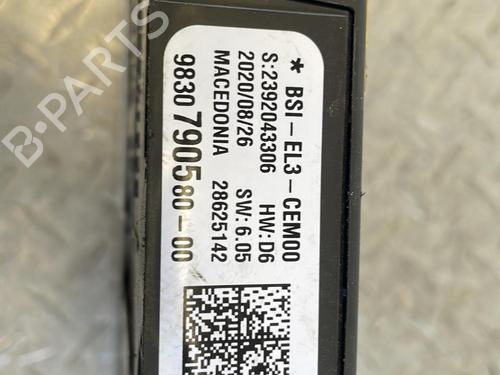 * BSI-EL3-CEM00
S:2392043306 HW:D6
2020/08/26 SW:6.05
MACEDONIA 28625142
9830790580-00
B-PARTS